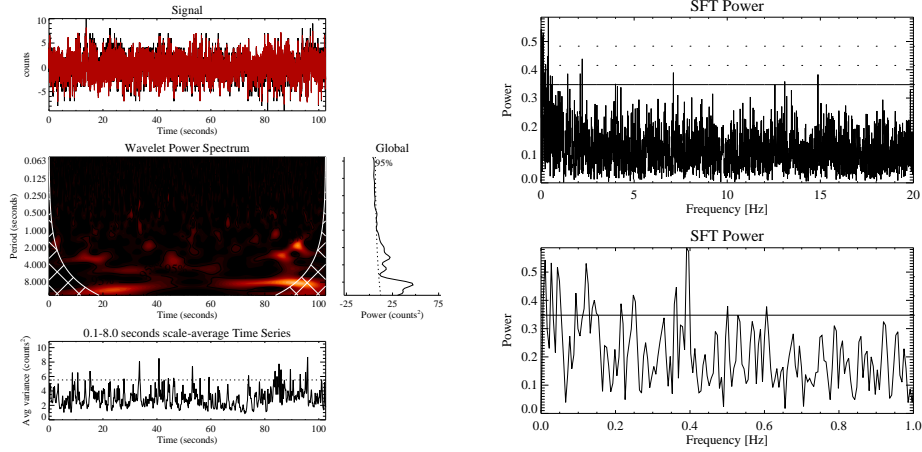 Signal
counts
10
5
0
-5
0 20 40 60 80 100
Time (seconds)
Wavelet Power Spectrum
Period (seconds)
0.063
0.125
0.250
0.500
1.000
2.000
4.000
8.000
0 20 40 60 80 100
Time (seconds)
Global
95%
-25 25 75
Power (counts²)
0.1-8.0 seconds scale-average Time Series
Avg variance (counts²)
10
8
6
4
2
0
0 20 40 60 80 100
Time (seconds)
SFT Power
Power
0.5
0.4
0.3
0.2
0.1
0.0
0 5 10 15 20
Frequency [Hz]
SFT Power
Power
0.5
0.4
0.3
0.2
0.1
0.0
0.0 0.2 0.4 0.6 0.8 1.0
Frequency [Hz]